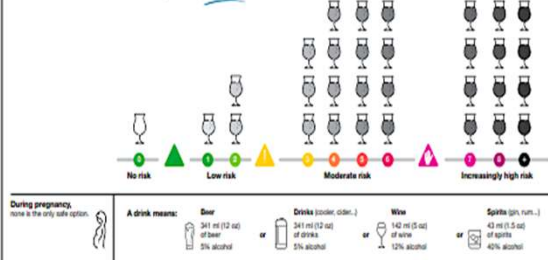 0 1 2 3 4 5 6 7 8 +
No risk Low risk Moderate risk Increasingly high risk
During pregnancy,
none is the only safe option.
A drink means:
Beer
341 ml (12 oz)
of beer
5% alcohol
or
Drinks (cooler, cider...)
341 ml (12 oz)
of drinks
5% alcohol
or
Wine
142 ml (5 oz)
of wine
12% alcohol
or
Spirits (gin, rum...)
43 ml (1.5 oz)
of spirits
40% alcohol